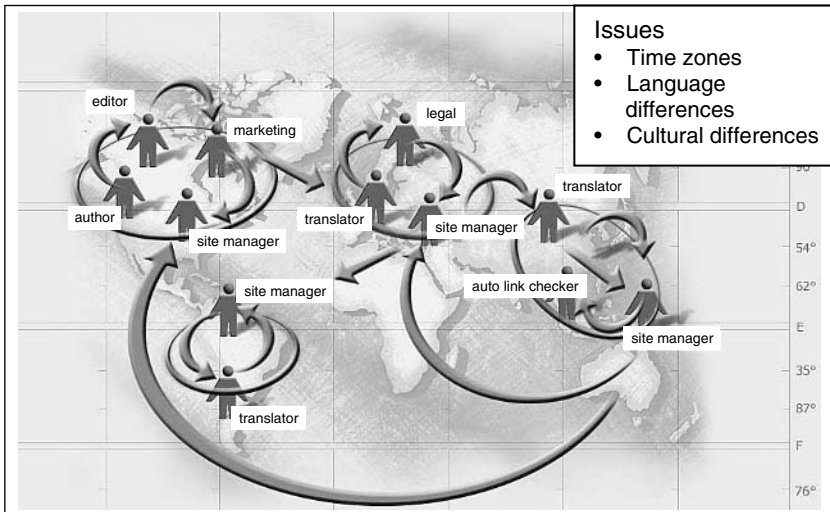 Issues
• Time zones
• Language
differences
• Cultural differences
editor
marketing
legal
author
site manager
translator
site manager
translator
site manager
auto link checker
site manager
translator
D
54°
62°
E
35°
87°
F
76°